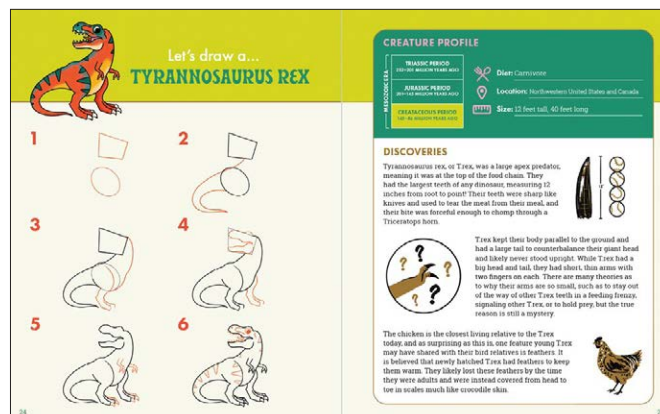 Let's draw a...
TYRANNOSAURUS REX
1
2
3
4
5
6
24
CREATURE PROFILE
MESOZOIC ERA
TRIASSIC PERIOD
JURASSIC PERIOD
CREATACEOUS PERIOD
Diet: Carnivore
Location: Northwestern United States and Canada
Size: 12 feet tall, 40 feet long
DISCOVERIES
Tyrannosaurus rex, or T.rex, was a large apex predator,
meaning it was at the top of the food chain. They
had the largest teeth of any dinosaur, measuring 12
inches from root to point! Their teeth were sharp like
knives and used to tear the meat from their meal, and
their bite was forceful enough to chomp through a
Triceratops horn.
T.rex kept their body parallel to the ground and
had a large tail to counterbalance their giant head
and likely never stood upright. While T.rex had a
big head and tail, they had short, thin arms with
two fingers on each. There are many theories as
to why their arms are so small, such as to stay out
of the way of other T.rex teeth in a feeding frenzy,
signaling other T.rex, or to hold prey, but the true
reason is still a mystery.
? ? ? ?
The chicken is the closest living relative to the T.rex
today, and as surprising as this is, one feature young T.rex
may have shared with their bird relatives is feathers. It
is believed that newly hatched T.rex had feathers to keep
them warm. They likely lost these feathers by the time
they were adults and were instead covered from head to
toe in scales much like crocodile skin.